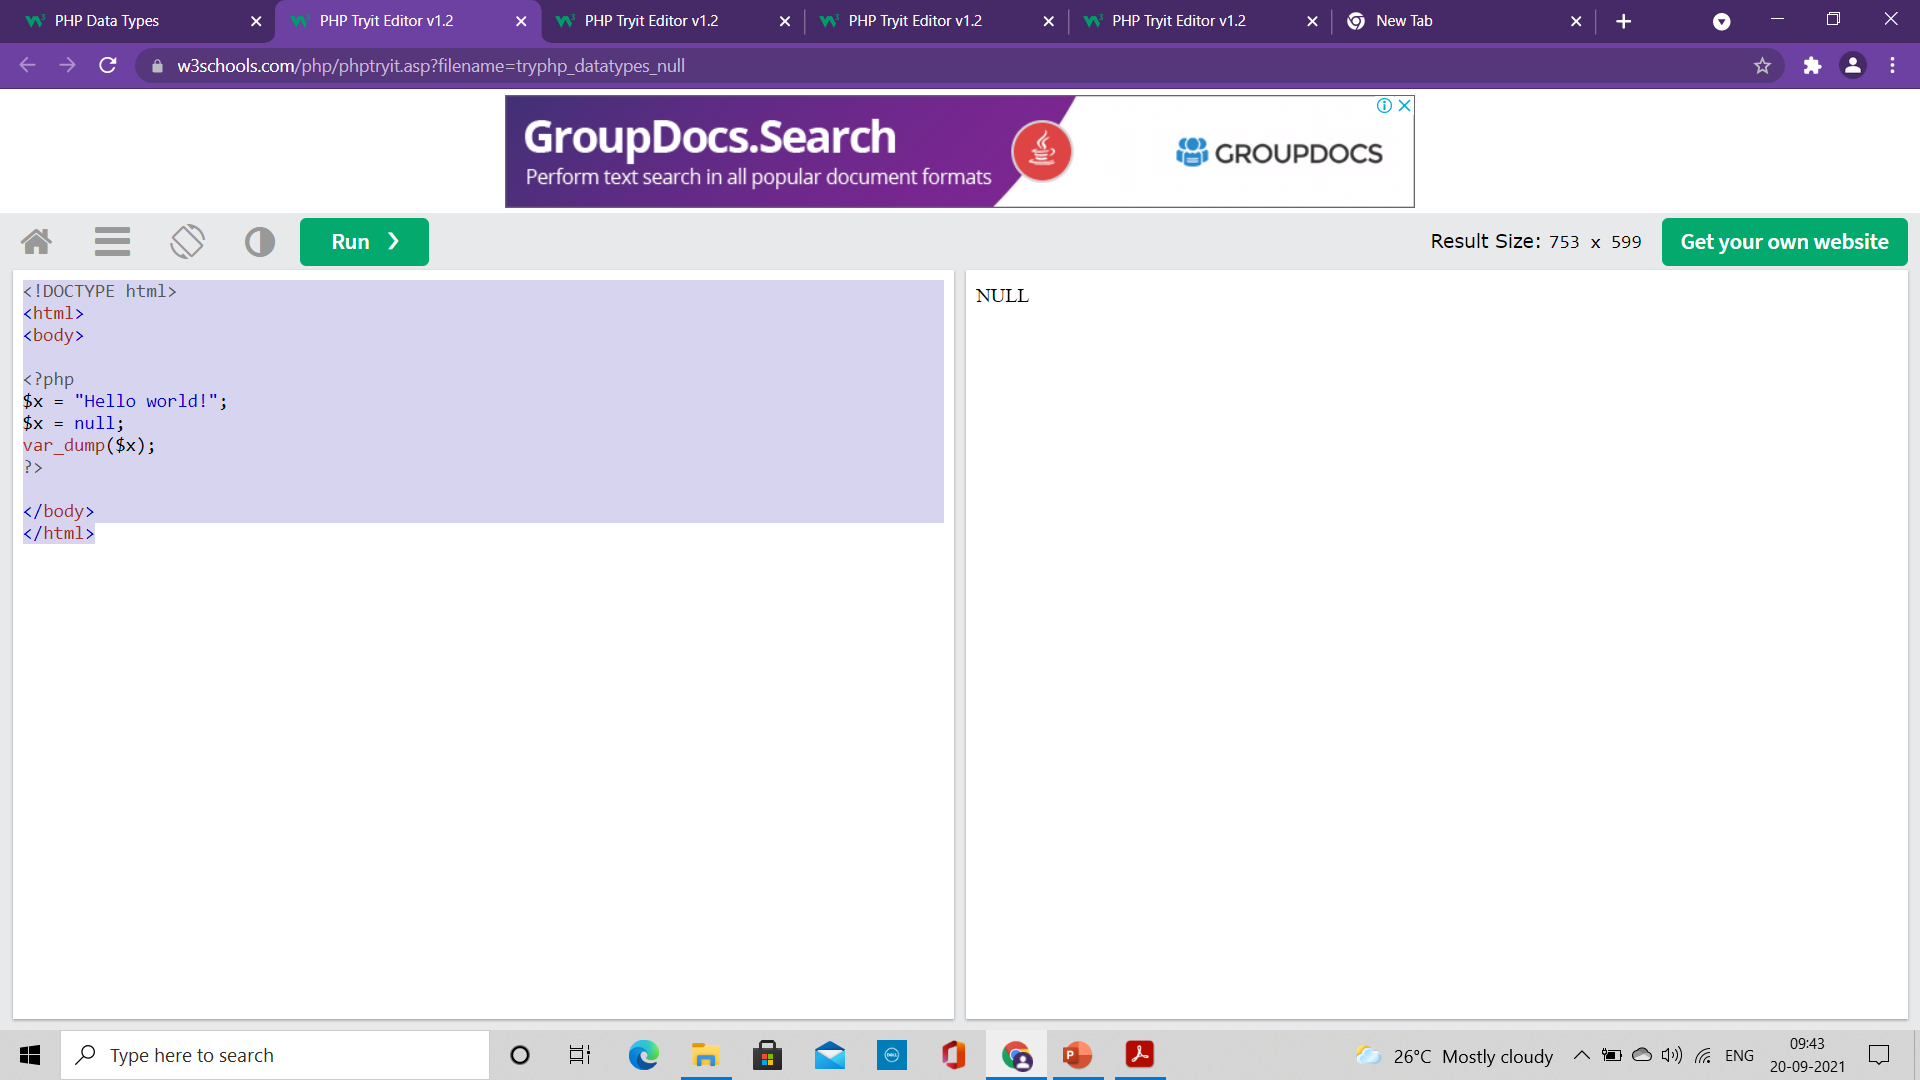 PHP Data Types
PHP Tryit Editor v1.2
PHP Tryit Editor v1.2
PHP Tryit Editor v1.2
PHP Tryit Editor v1.2
New Tab
w3schools.com/php/phptryit.asp?filename=tryphp_datatypes_null
GroupDocs.Search
Perform text search in all popular document formats
GROUPDOCS
Run ❯
Result Size: 753 x 599
Get your own website
<!DOCTYPE html>
<html>
<body>
<?php
$x = "Hello world!";
$x = null;
var_dump($x);
?>
</body>
</html>
NULL
Type here to search
DELL
26°C Mostly cloudy
ENG
09:43
20-09-2021